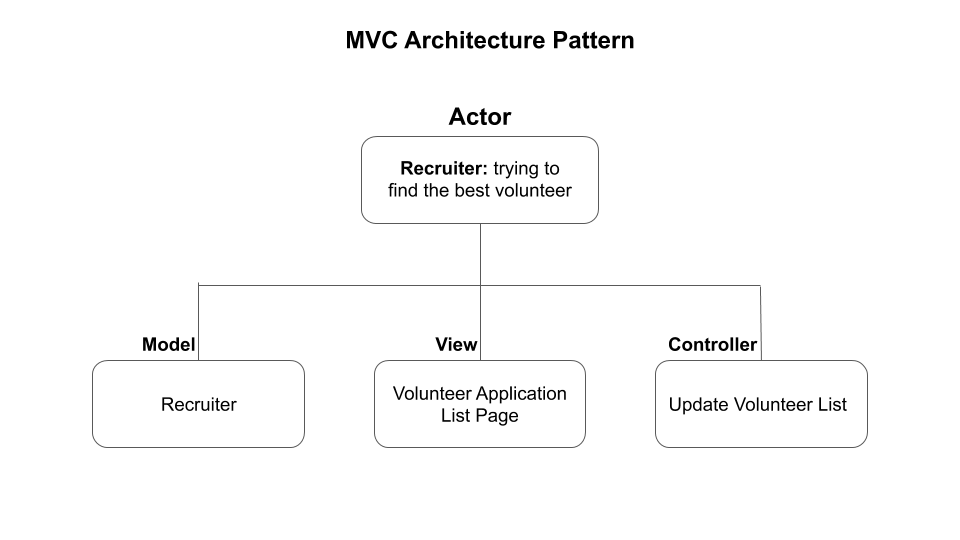 MVC Architecture Pattern
Actor
Recruiter: trying to
find the best volunteer
Model
View
Controller
Recruiter
Volunteer Application
List Page
Update Volunteer List